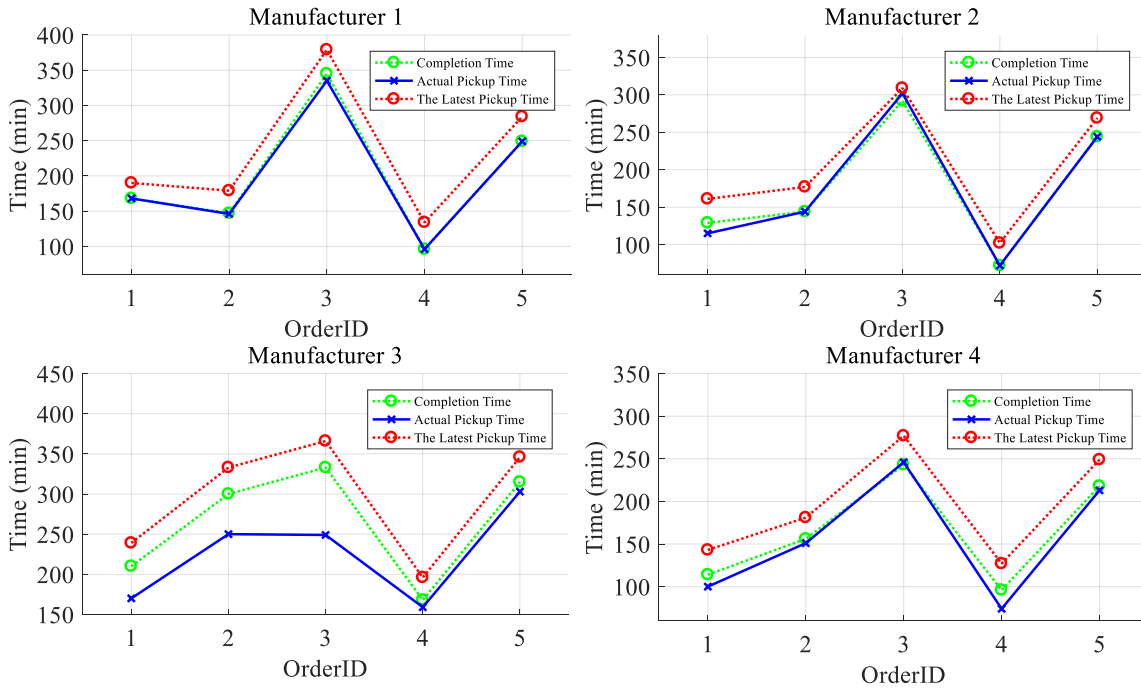 Manufacturer 1
400
350
300
250
200
150
100
Time (min)
Completion Time
Actual Pickup Time
The Latest Pickup Time
1 2 3 4 5
OrderID
Manufacturer 2
350
300
250
200
150
100
Time (min)
Completion Time
Actual Pickup Time
The Latest Pickup Time
1 2 3 4 5
OrderID
Manufacturer 3
450
400
350
300
250
200
150
Time (min)
Completion Time
Actual Pickup Time
The Latest Pickup Time
1 2 3 4 5
OrderID
Manufacturer 4
350
300
250
200
150
100
Time (min)
Completion Time
Actual Pickup Time
The Latest Pickup Time
1 2 3 4 5
OrderID